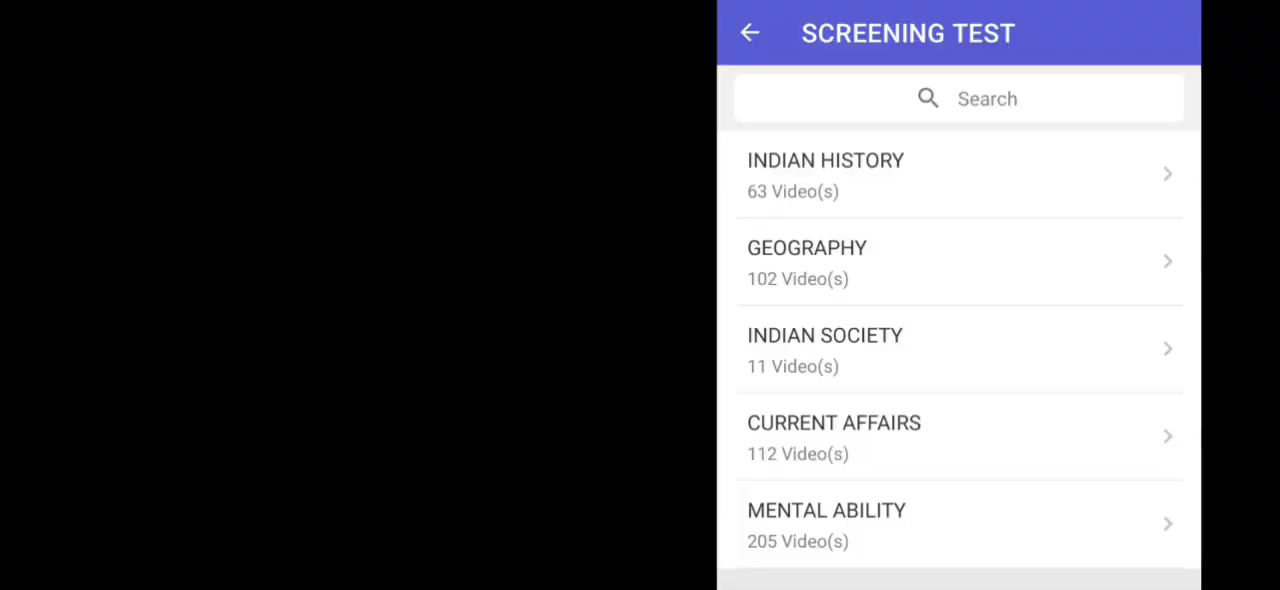 SCREENING TEST
Search
INDIAN HISTORY
63 Video(s)
GEOGRAPHY
102 Video(s)
INDIAN SOCIETY
11 Video(s)
CURRENT AFFAIRS
112 Video(s)
MENTAL ABILITY
205 Video(s)